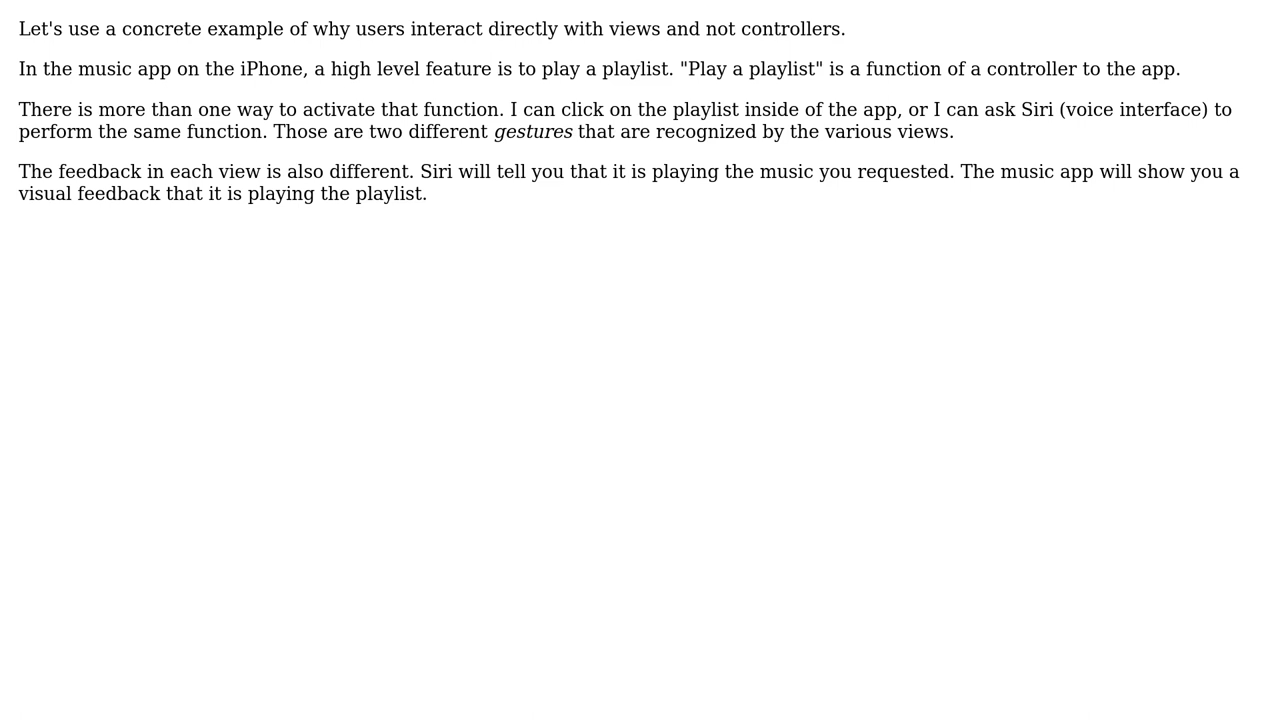 Let's use a concrete example of why users interact directly with views and not controllers.
In the music app on the iPhone, a high level feature is to play a playlist. "Play a playlist" is a function of a controller to the app.
There is more than one way to activate that function. I can click on the playlist inside of the app, or I can ask Siri (voice interface) to
perform the same function. Those are two different gestures that are recognized by the various views.
The feedback in each view is also different. Siri will tell you that it is playing the music you requested. The music app will show you a
visual feedback that it is playing the playlist.